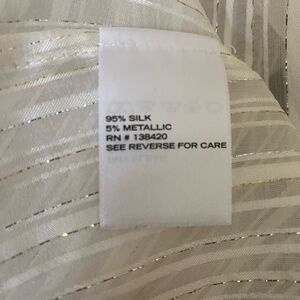 95% SILK
5% METALLIC
RN # 138420
SEE REVERSE FOR CARE